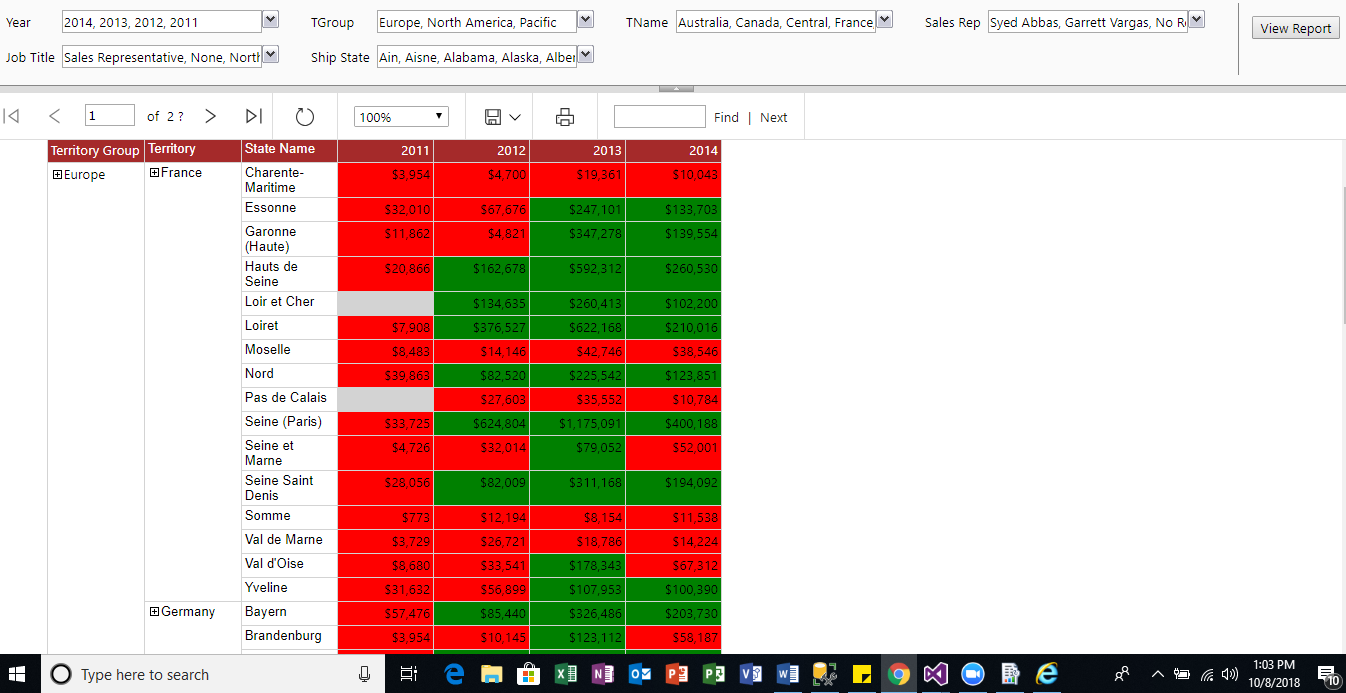 Year 2014, 2013, 2012, 2011 TGroup Europe, North America, Pacific TName Australia, Canada, Central, France, Sales Rep Syed Abbas, Garrett Vargas, No R View Report
Job Title Sales Representative, None, North Ship State Ain, Aisne, Alabama, Alaska, Alber
1 of 2 ? 100% Find | Next
Territory Group Territory State Name 2011 2012 2013 2014
Europe France Charente-Maritime $3,954 $4,700 $19,361 $10,043
Essonne $32,010 $67,676 $247,101 $133,703
Garonne (Haute) $11,862 $4,821 $347,278 $139,554
Hauts de Seine $20,866 $162,678 $592,312 $260,530
Loir et Cher $134,635 $260,413 $102,200
Loiret $7,908 $376,527 $622,168 $210,016
Moselle $8,483 $14,146 $42,746 $38,546
Nord $39,863 $82,520 $225,542 $123,851
Pas de Calais $27,603 $35,552 $10,784
Seine (Paris) $33,725 $624,804 $1,175,091 $400,188
Seine et Marne $4,726 $32,014 $79,052 $52,001
Seine Saint Denis $28,056 $82,009 $311,168 $194,092
Somme $773 $12,194 $8,154 $11,538
Val de Marne $3,729 $26,721 $18,786 $14,224
Val d'Oise $8,680 $33,541 $178,343 $67,312
Yveline $31,632 $56,899 $107,953 $100,390
Germany Bayern $57,476 $85,440 $326,486 $203,730
Brandenburg $3,954 $10,145 $123,112 $58,187
Type here to search 1:03 PM
10/8/2018 10